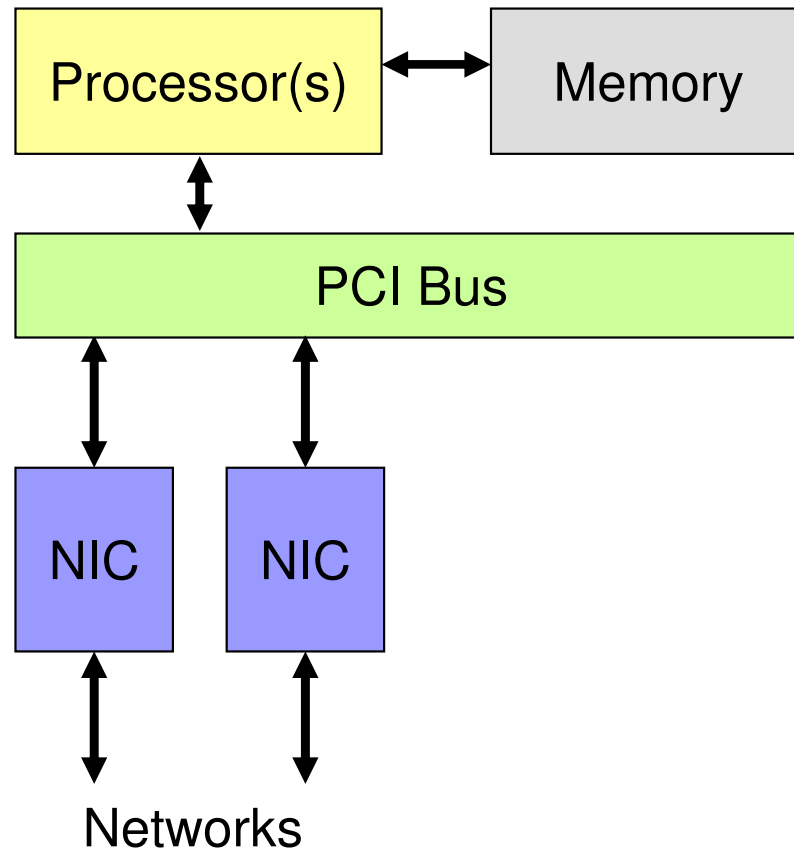 Processor(s)
Memory
PCI Bus
NIC
NIC
Networks